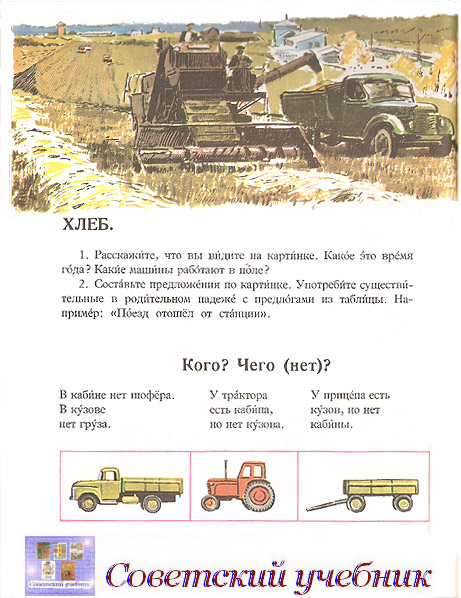 ХЛЕБ.
1. Расскажи́те, что вы ви́дите на карти́нке. Како́е э́то вре́мя
го́да? Каки́е маши́ны рабо́тают в по́ле?
2. Соста́вьте предложе́ния по карти́нке. Употреби́те существи́-
тельные в роди́тельном падеже́ с предло́гами из табли́цы. На-
приме́р: «По́езд отошёл от ста́нции».
Кого? Чего (нет)?
В каби́не нет шофёра.
В ку́зове
нет гру́за.
У тра́ктора
есть каби́на,
но нет ку́зова.
У прице́па есть
ку́зов, но нет
каби́ны.
Советский учебник
Советский учебник